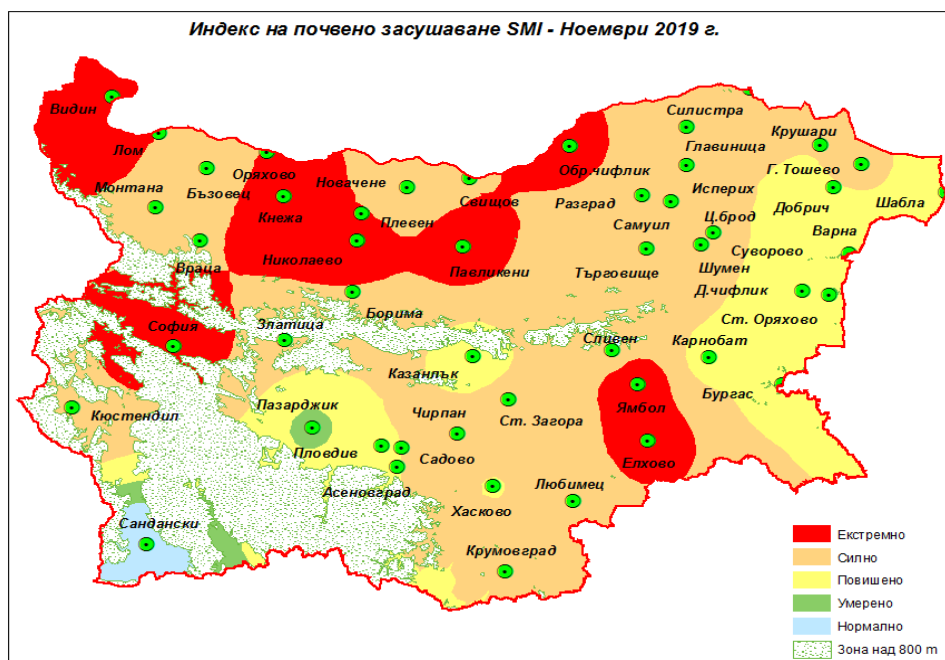 Индекс на почвено засушаване SMI - Ноември 2019 г.
Видин
Силистра
Крушари
Лом
Главиница
Оряхово
Обр.чифлик
Г. Тошево
Монтана
Бъзовец
Новачене
Исперих
Свищов
Разград
Шабла
Кнежа
Плевен
Добрич
Ц.брод
Самуил
Варна
Николаево
Павликени
Суворово
Враца
Търговище
Шумен
Д.чифлик
Борима
София
Златица
Ст. Оряхово
Сливен
Карнобат
Казанлък
Бургас
Пазарджик
Ямбол
Кюстендил
Чирпан
Ст. Загора
Пловдив
Садово
Елхово
Асеновград
Любимец
Хасково
Сандански
Крумовград
Екстремно
Силно
Повишено
Умерено
Нормално
Зона над 800 m